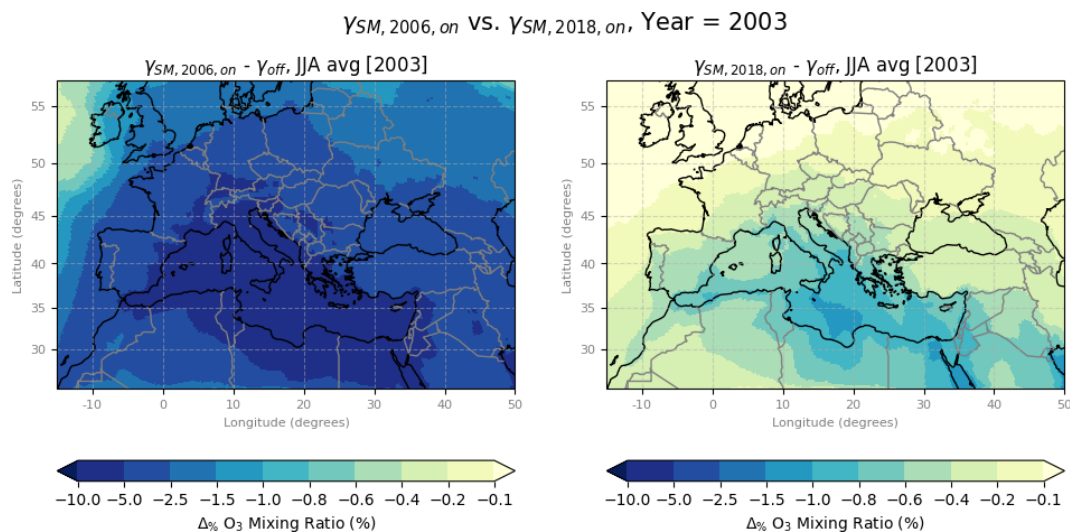 γSM, 2006, on vs. γSM, 2018, on, Year = 2003
γSM, 2006, on - γoff, JJA avg [2003]
55
50
45
40
35
30
Latitude (degrees)
-10 0 10 20 30 40 50
Longitude (degrees)
−10.0 −5.0 −2.5 −1.5 −1.0 −0.6 −0.4 −0.2 −0.1
Δ% O3 Mixing Ratio (%)
γSM, 2018, on - γoff, JJA avg [2003]
55
50
45
40
35
30
Latitude (degrees)
-10 0 10 20 30 40 50
Longitude (degrees)
−10.0 −5.0 −2.5 −1.5 −1.0 −0.6 −0.4 −0.2 −0.1
Δ% O3 Mixing Ratio (%)